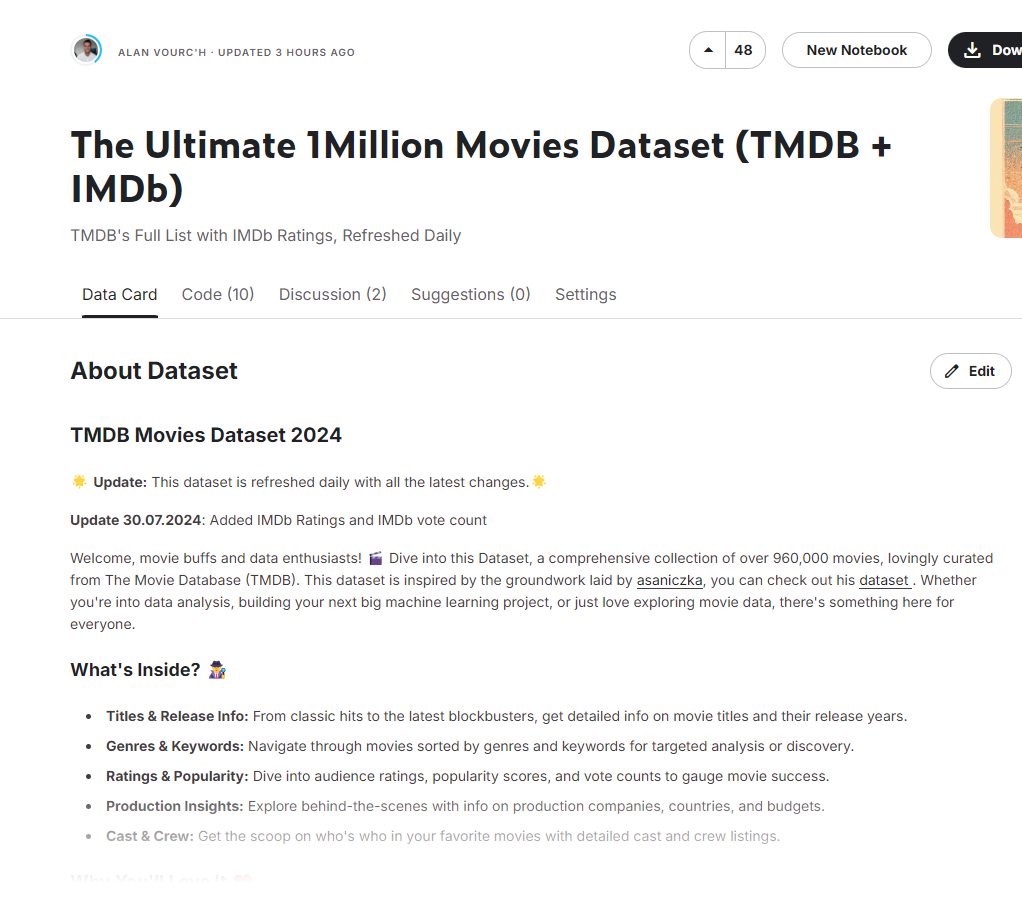 ALAN VOURC'H · UPDATED 3 HOURS AGO
48
New Notebook
Dow
The Ultimate 1Million Movies Dataset (TMDB +
IMDb)
TMDB's Full List with IMDb Ratings, Refreshed Daily
Data Card Code (10) Discussion (2) Suggestions (0) Settings
About Dataset
Edit
TMDB Movies Dataset 2024
🌟 Update: This dataset is refreshed daily with all the latest changes.🌟
Update 30.07.2024: Added IMDb Ratings and IMDb vote count
Welcome, movie buffs and data enthusiasts! 🎬 Dive into this Dataset, a comprehensive collection of over 960,000 movies, lovingly curated
from The Movie Database (TMDB). This dataset is inspired by the groundwork laid by asaniczka, you can check out his dataset . Whether
you're into data analysis, building your next big machine learning project, or just love exploring movie data, there's something here for
everyone.
What's Inside? 🕵️
• Titles & Release Info: From classic hits to the latest blockbusters, get detailed info on movie titles and their release years.
• Genres & Keywords: Navigate through movies sorted by genres and keywords for targeted analysis or discovery.
• Ratings & Popularity: Dive into audience ratings, popularity scores, and vote counts to gauge movie success.
• Production Insights: Explore behind-the-scenes with info on production companies, countries, and budgets.
• Cast & Crew: Get the scoop on who's who in your favorite movies with detailed cast and crew listings.
Why You'll Love It